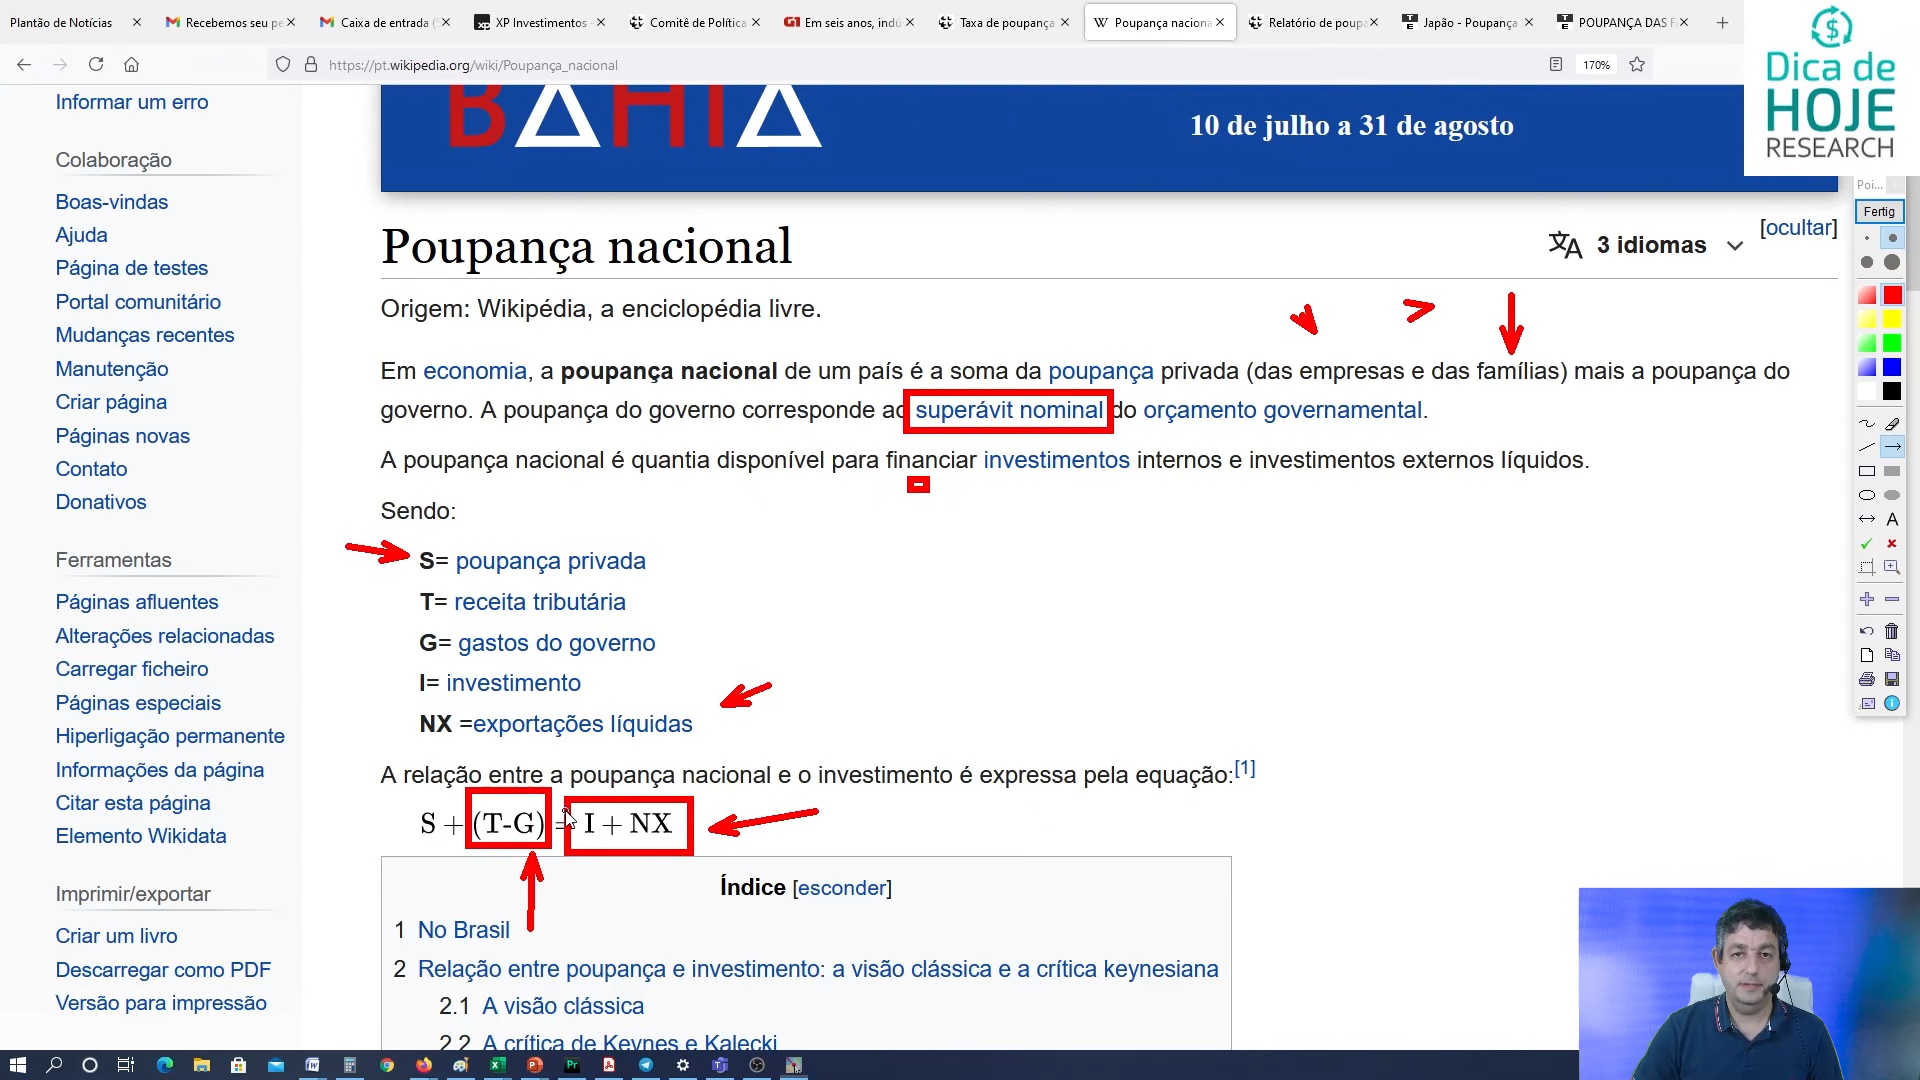 Plantão de Notícias
Recebemos seu pe
Caixa de entrada (
XP Investimentos -
Comitê de Política
Em seis anos, indú
Taxa de poupança
Poupança naciona
Relatório de poup
Japão - Poupança
POUPANÇA DAS F
https://pt.wikipedia.org/wiki/Poupança_nacional
170%
Dica de
HOJE
RESEARCH
Informar um erro
Colaboração
Boas-vindas
Ajuda
Página de testes
Portal comunitário
Mudanças recentes
Manutenção
Criar página
Páginas novas
Contato
Donativos
Ferramentas
Páginas afluentes
Alterações relacionadas
Carregar ficheiro
Páginas especiais
Hiperligação permanente
Informações da página
Citar esta página
Elemento Wikidata
Imprimir/exportar
Criar um livro
Descarregar como PDF
Versão para impressão
BAHIA
10 de julho a 31 de agosto
[ocultar]
Poupança nacional
3 idiomas
Origem: Wikipédia, a enciclopédia livre.
Em economia, a poupança nacional de um país é a soma da poupança privada (das empresas e das famílias) mais a poupança do
governo. A poupança do governo corresponde ao superávit nominal do orçamento governamental.
A poupança nacional é quantia disponível para financiar investimentos internos e investimentos externos líquidos.
Sendo:
S= poupança privada
T= receita tributária
G= gastos do governo
I= investimento
NX =exportações líquidas
A relação entre a poupança nacional e o investimento é expressa pela equação:[1]
S + (T-G) = I + NX
Índice [esconder]
1 No Brasil
2 Relação entre poupança e investimento: a visão clássica e a crítica keynesiana
2.1 A visão clássica
2.2 A crítica de Keynes e Kalecki
Poi...
Fertig
A